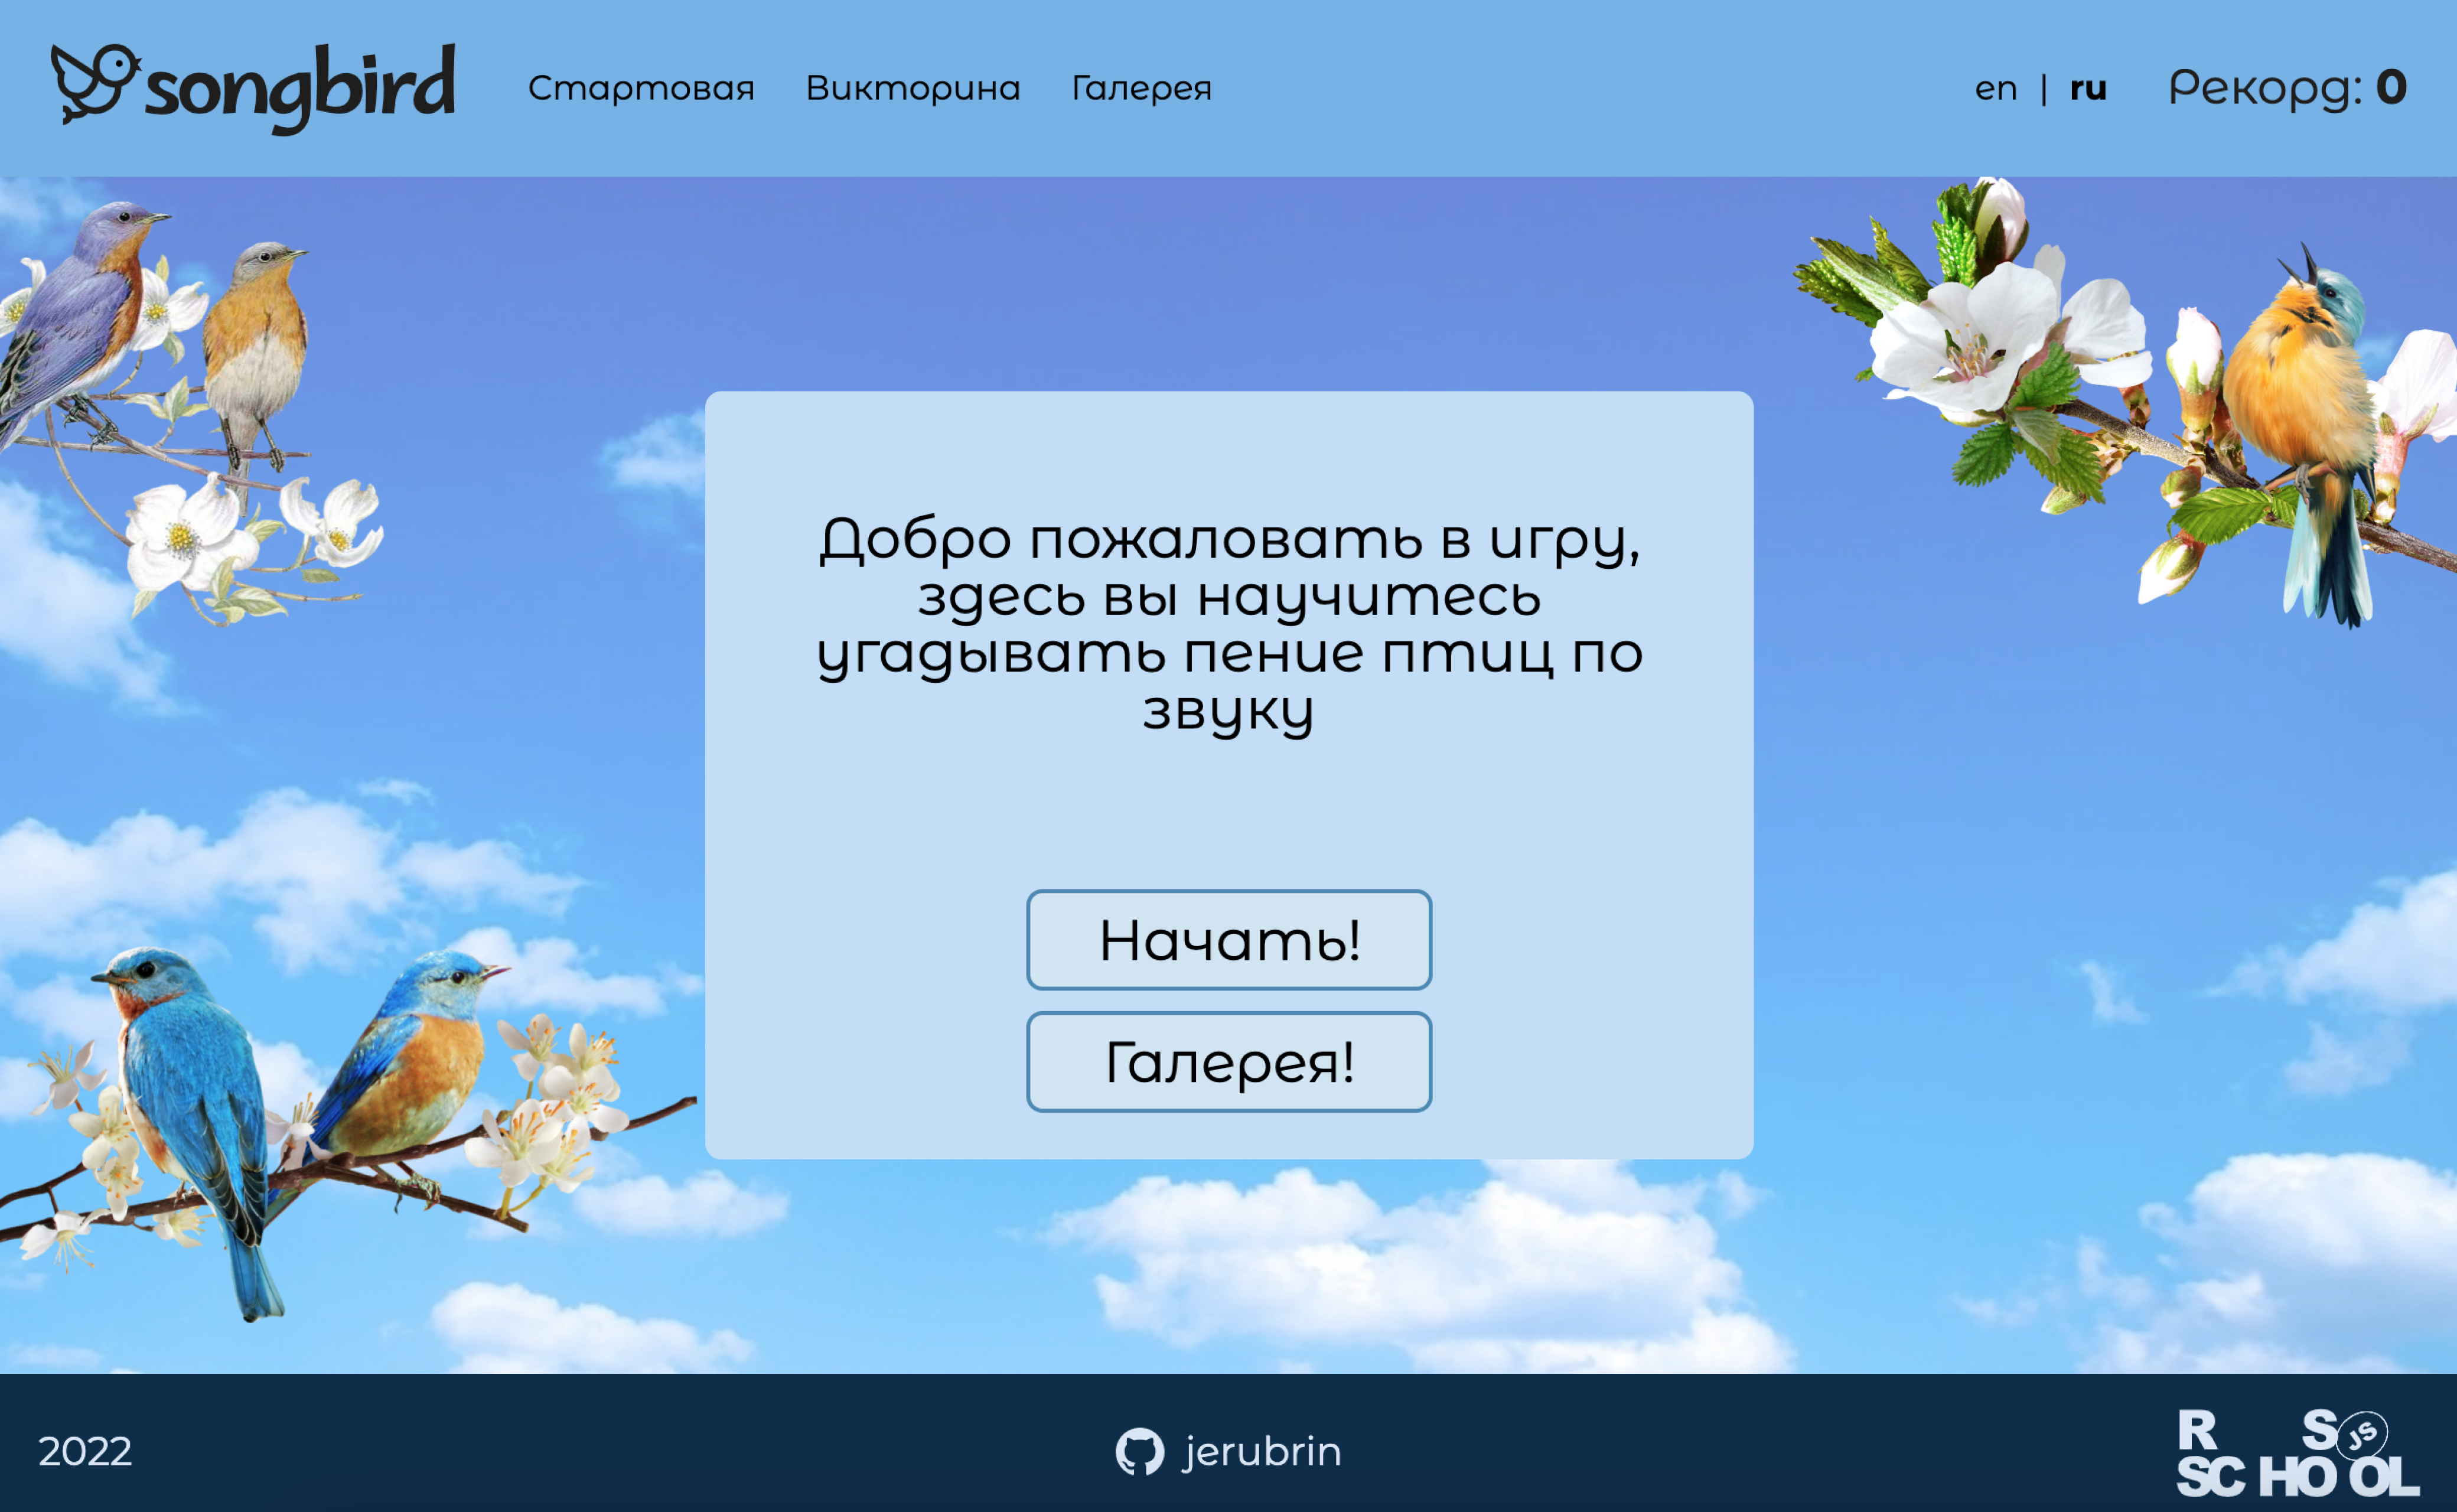 songbird Стартовая Викторина Галерея en | ru Рекорд: 0
Добро пожаловать в игру,
здесь вы научитесь
угадывать пение птиц по
звуку
Начать!
Галерея!
2022 jerubrin
R S JS
SCHOOL